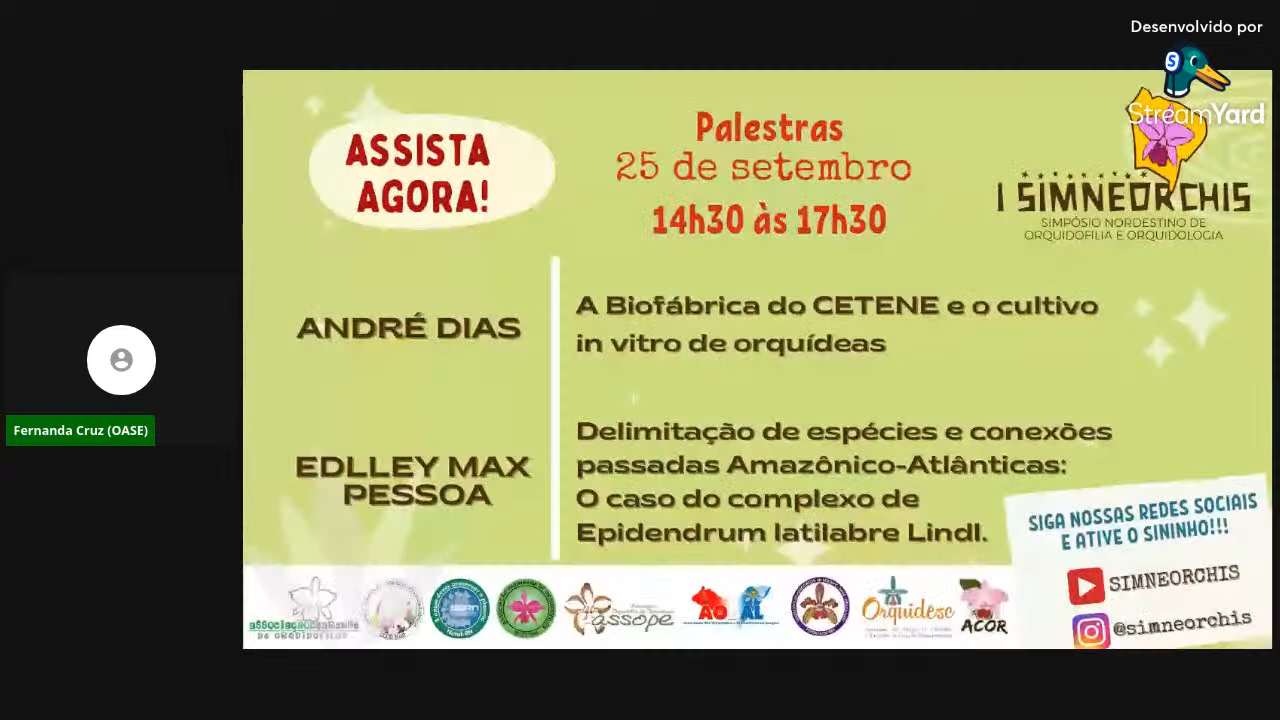 Desenvolvido por
StreamYard
ASSISTA
AGORA!
Palestras
25 de setembro
14h30 às 17h30
I SIMNEORCHIS
SIMPÓSIO NORDESTINO DE
ORQUIDOFILIA E ORQUIDOLOGIA
ANDRÉ DIAS
A Biofábrica do CETENE e o cultivo
in vitro de orquídeas
Fernanda Cruz (OASE)
EDLLEY MAX
PESSOA
Delimitação de espécies e conexões
passadas Amazônico-Atlânticas:
O caso do complexo de
Epidendrum latilabre Lindl.
SIGA NOSSAS REDES SOCIAIS
E ATIVE O SININHO!!!
SIMNEORCHIS
@simneorchis
assope
AO
AL
Orquidesc
ACOR